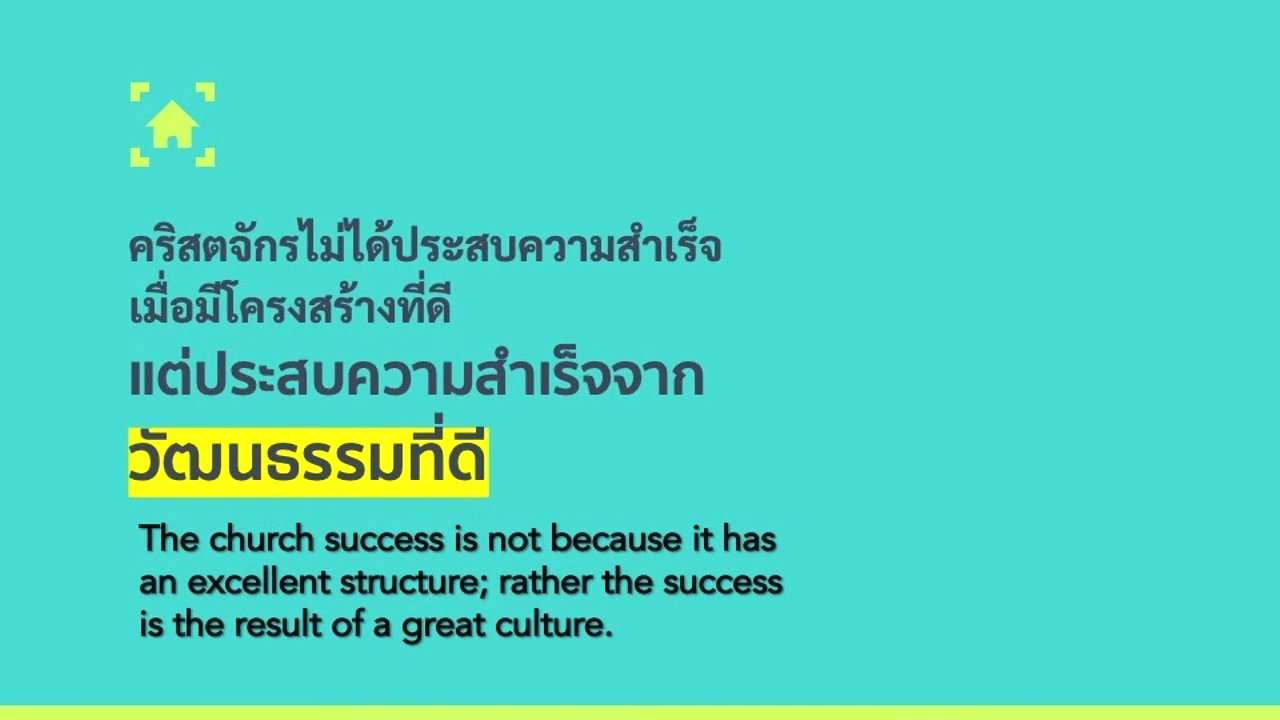 คริสตจักรไม่ได้ประสบความสำเร็จ
เมื่อมีโครงสร้างที่ดี
แต่ประสบความสำเร็จจาก
วัฒนธรรมที่ดี
The church success is not because it has
an excellent structure; rather the success
is the result of a great culture.